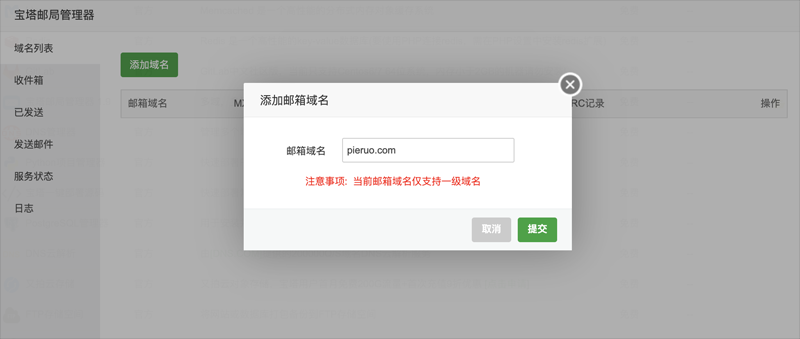 宝塔邮局管理器
域名列表
收件箱
已发送
发送邮件
服务状态
日志
添加域名
邮箱域名
RC记录
操作
添加邮箱域名
邮箱域名 pieruo.com
注意事项: 当前邮箱域名仅支持一级域名
取消 提交